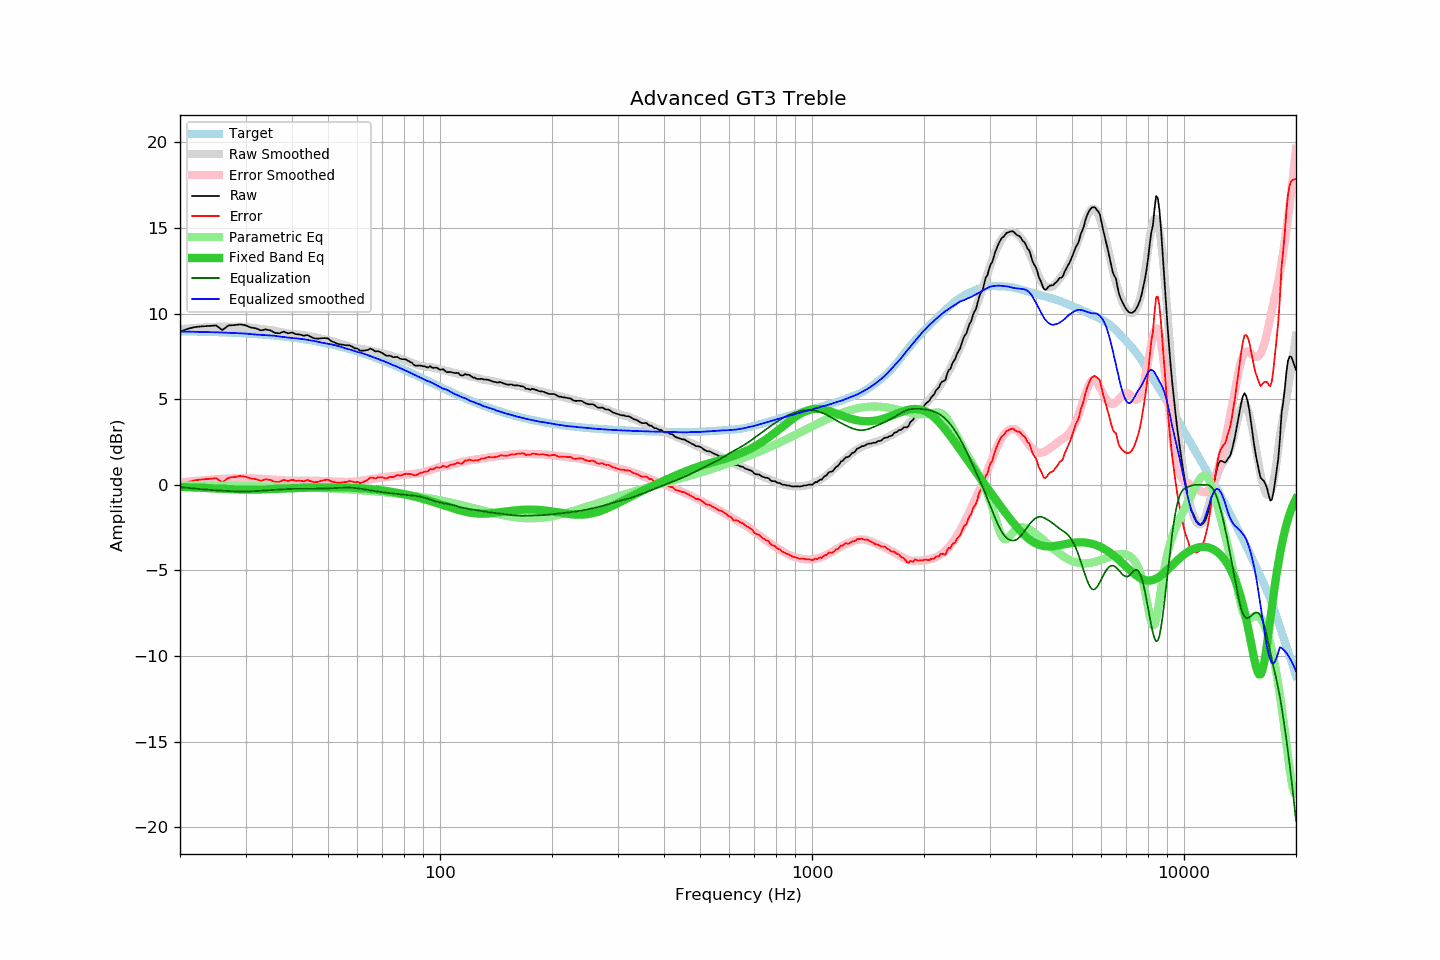 Advanced GT3 Treble
Target
Raw Smoothed
Error Smoothed
Raw
Error
Parametric Eq
Fixed Band Eq
Equalization
Equalized smoothed
Amplitude (dBr)
20
15
10
5
0
−5
−10
−15
−20
100
1000
10000
Frequency (Hz)